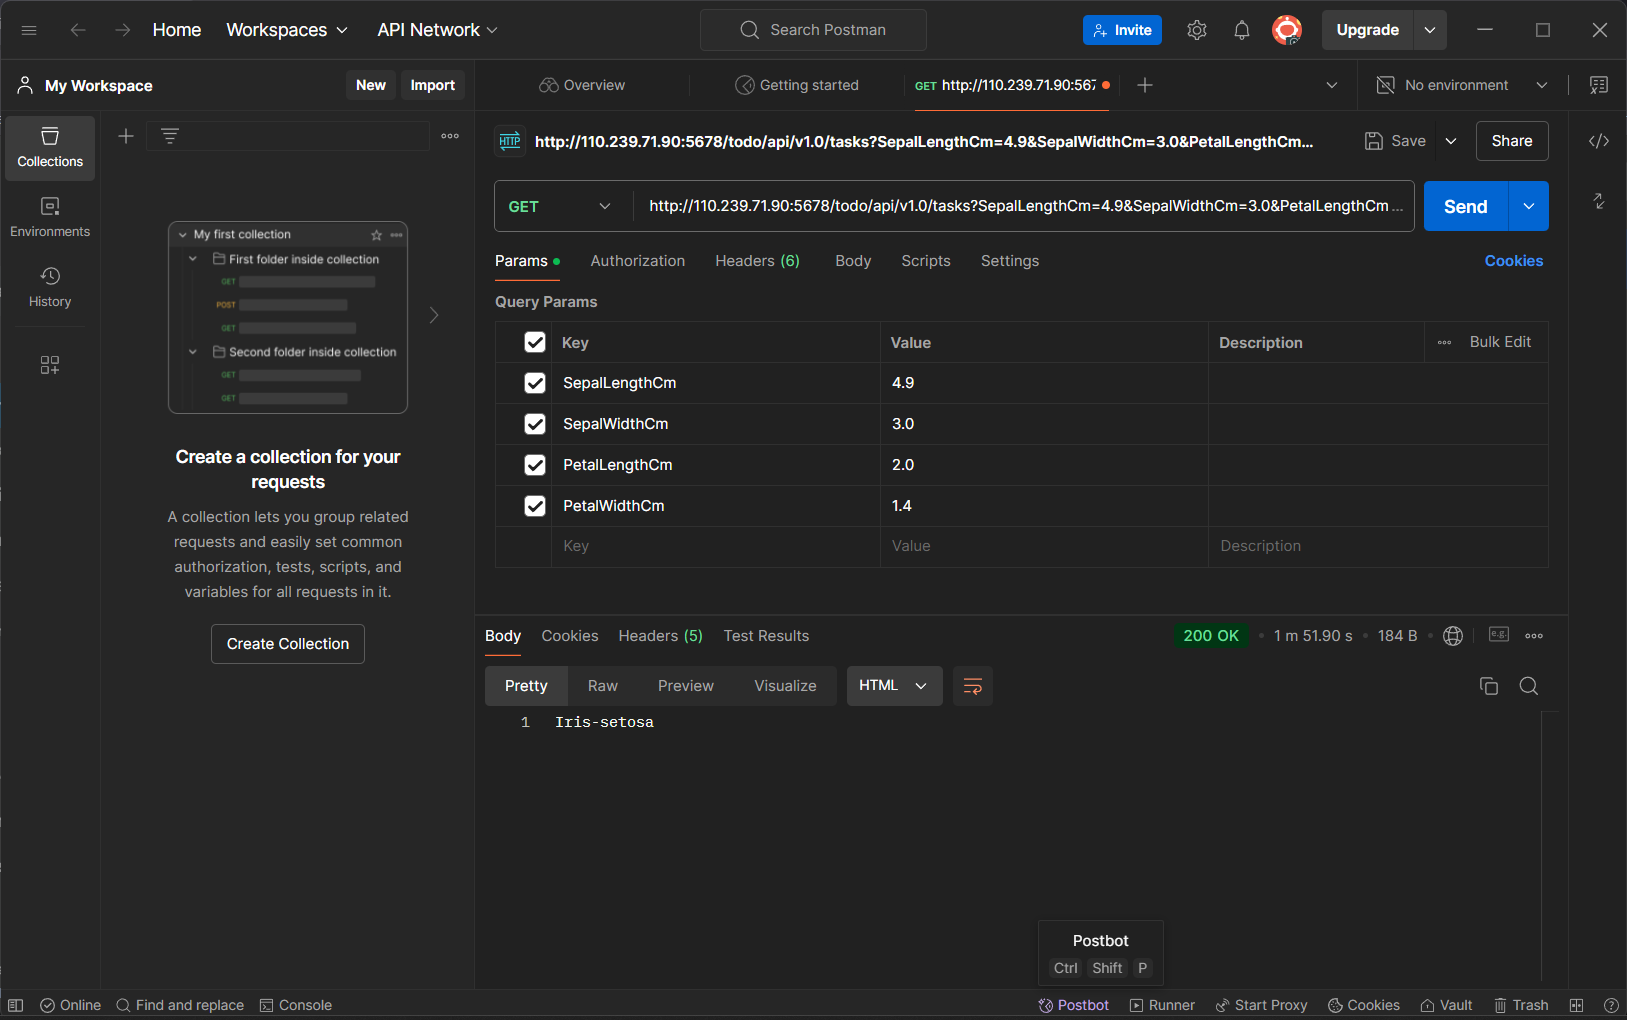 Home Workspaces API Network Search Postman Invite Upgrade
My Workspace New Import Overview Getting started GET http://110.239.71.90:567 No environment
Collections
Environments
History
My first collection
First folder inside collection
GET
POST
GET
Second folder inside collection
GET
GET
Create a collection for your
requests
A collection lets you group related
requests and easily set common
authorization, tests, scripts, and
variables for all requests in it.
Create Collection
HTTP http://110.239.71.90:5678/todo/api/v1.0/tasks?SepalLengthCm=4.9&SepalWidthCm=3.0&PetalLengthCm... Save Share
GET http://110.239.71.90:5678/todo/api/v1.0/tasks?SepalLengthCm=4.9&SepalWidthCm=3.0&PetalLengthCm ... Send
Params Authorization Headers (6) Body Scripts Settings Cookies
Query Params
Key Value Description Bulk Edit
SepalLengthCm 4.9
SepalWidthCm 3.0
PetalLengthCm 2.0
PetalWidthCm 1.4
Key Value Description
Body Cookies Headers (5) Test Results 200 OK 1 m 51.90 s 184 B e.g.
Pretty Raw Preview Visualize HTML
1 Iris-setosa
Postbot
Ctrl Shift P
Online Find and replace Console Postbot Runner Start Proxy Cookies Vault Trash